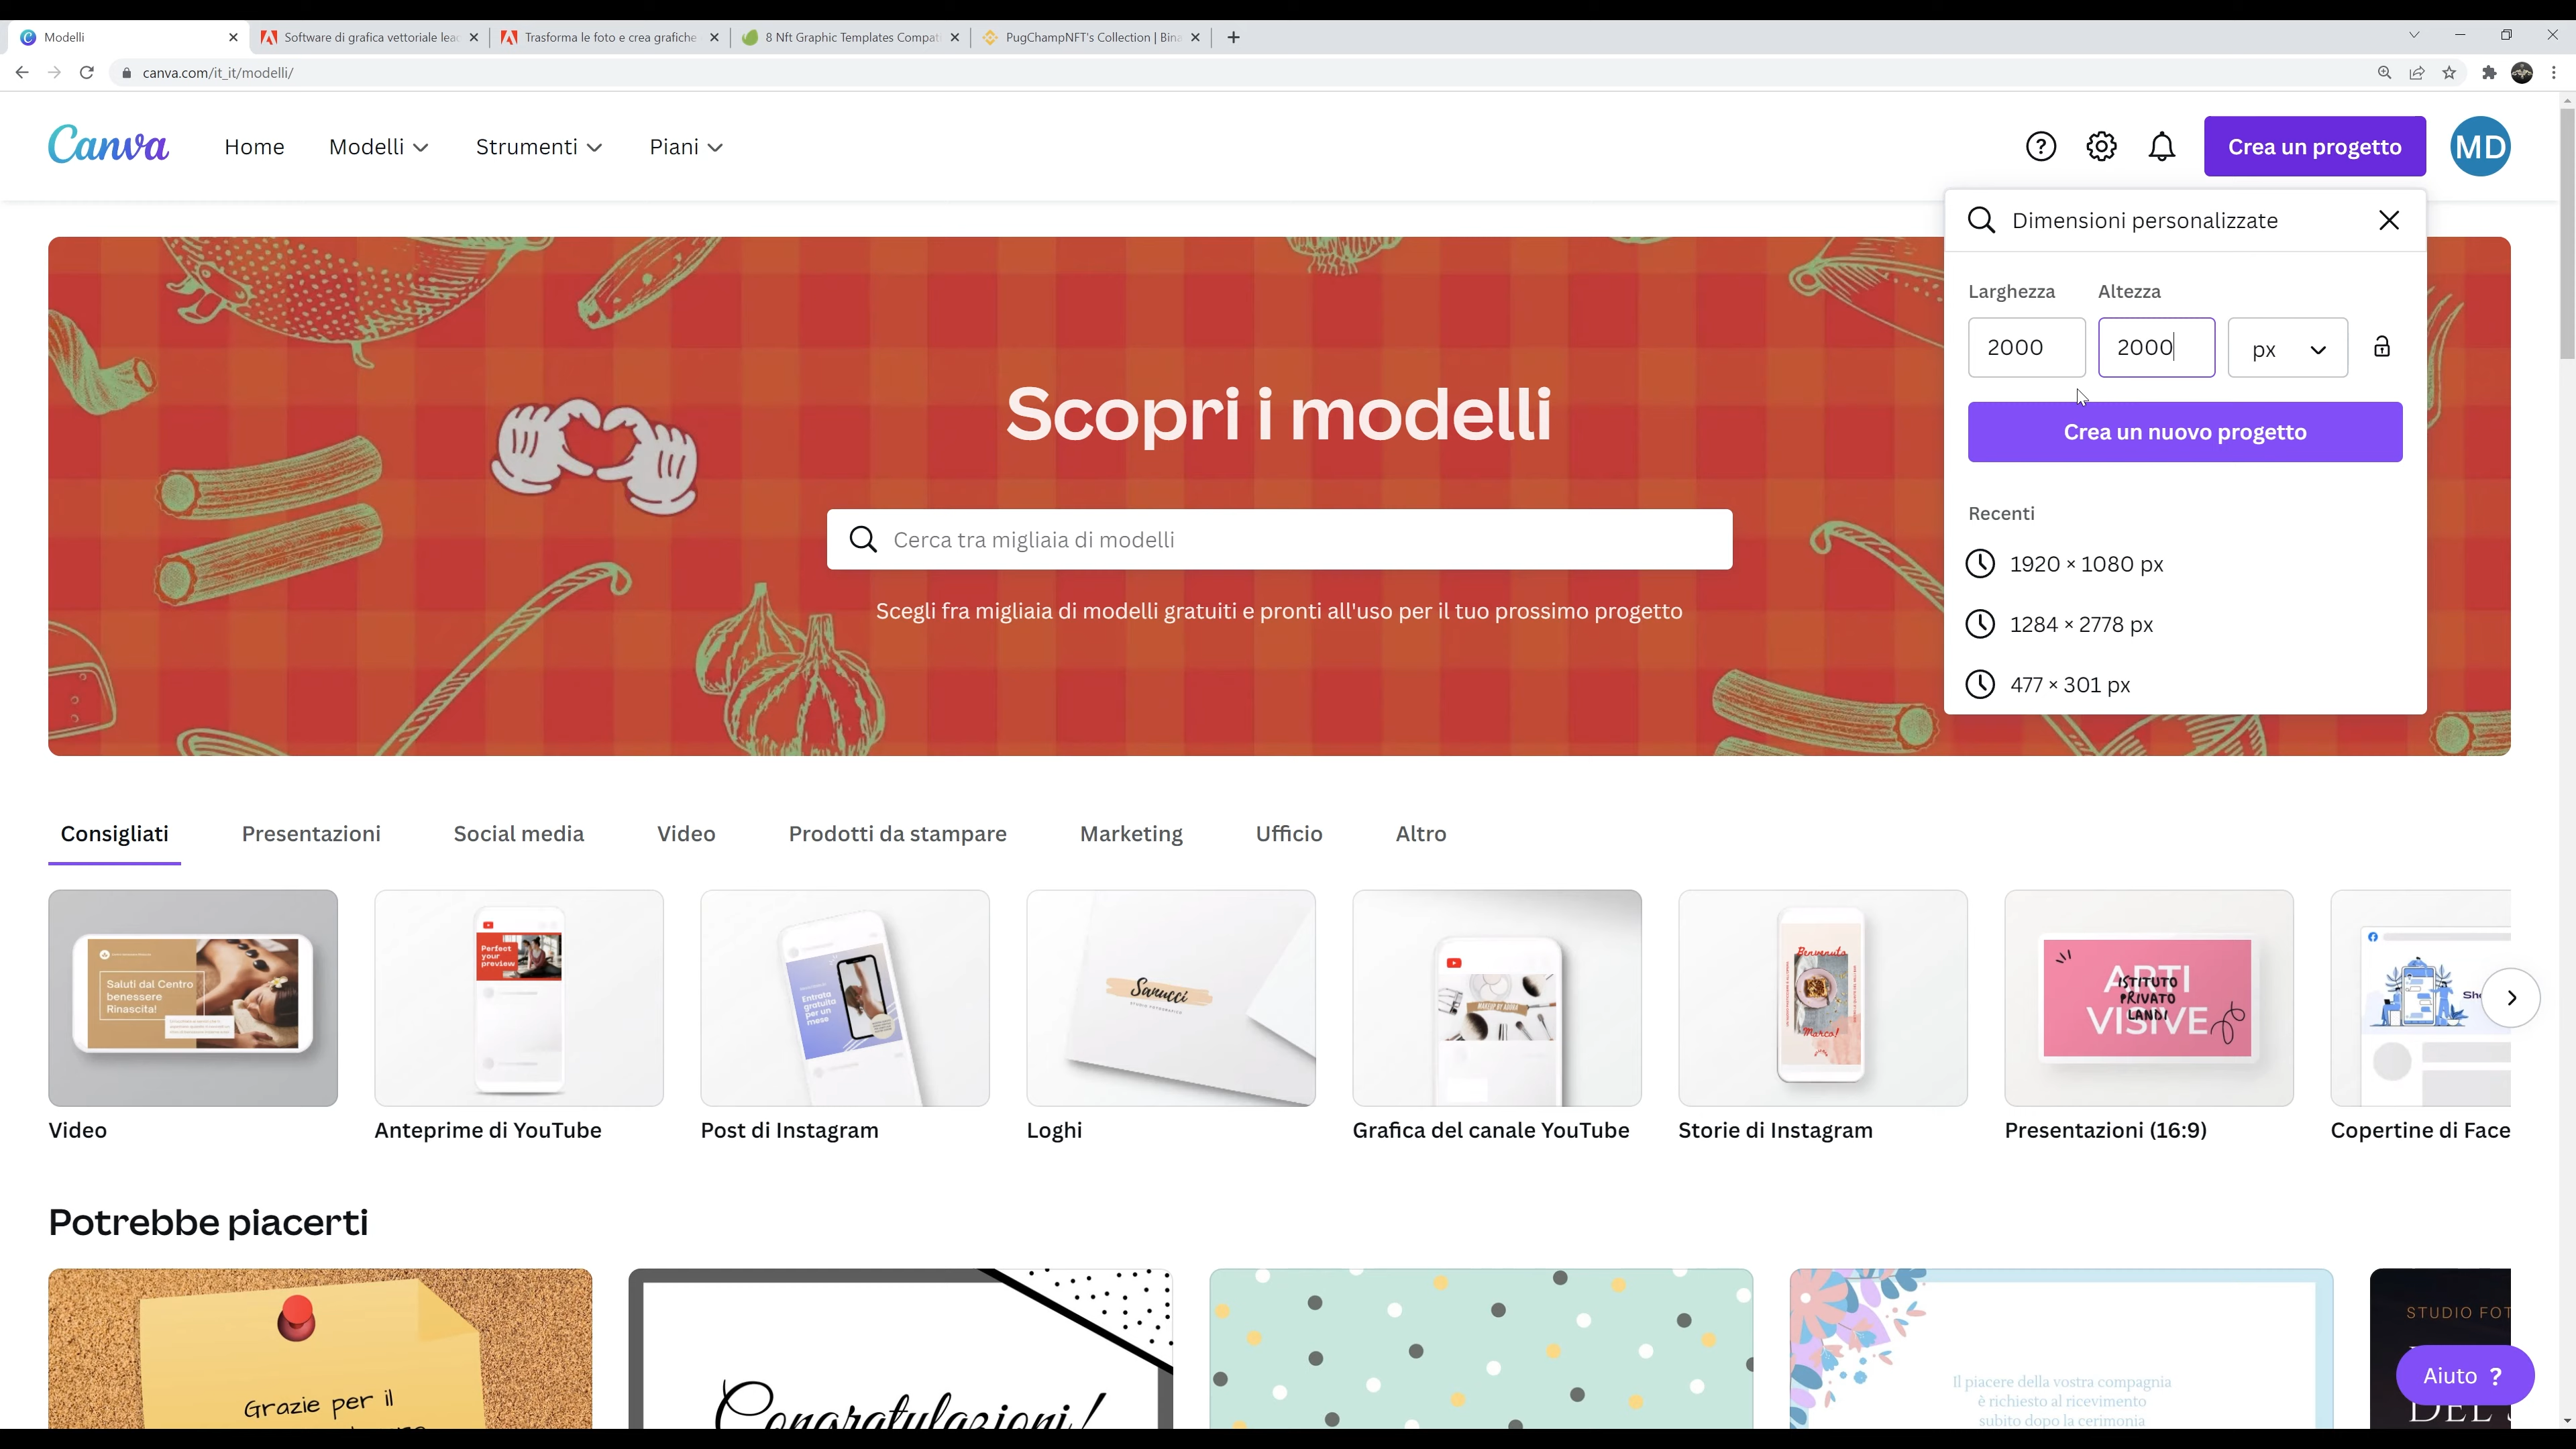 Modelli
Software di grafica vettoriale lea
Trasforma le foto e crea grafiche
8 Nft Graphic Templates Compat
PugChampNFT's Collection | Bina
canva.com/it_it/modelli/
Canva
Home
Modelli
Strumenti
Piani
Crea un progetto
MD
Dimensioni personalizzate
Larghezza
Altezza
2000
2000
px
Crea un nuovo progetto
Recenti
1920 × 1080 px
1284 × 2778 px
477 × 301 px
Scopri i modelli
Cerca tra migliaia di modelli
Scegli fra migliaia di modelli gratuiti e pronti all'uso per il tuo prossimo progetto
Consigliati
Presentazioni
Social media
Video
Prodotti da stampare
Marketing
Ufficio
Altro
Saluti dal Centro
benessere
Rinascita!
Perfect
your
preview
Entrata
gratuita
per un
mese
Sanucci
STUDIO FOTOGRAFICO
Benvenuto
Marco!
ARTI
VISIVE
ISTITUTO
PRIVATO
LANDI
Video
Anteprime di YouTube
Post di Instagram
Loghi
Grafica del canale YouTube
Storie di Instagram
Presentazioni (16:9)
Copertine di Face
Potrebbe piacerti
Grazie per il
Congratulazioni!
Il piacere della vostra compagnia
è richiesto al ricevimento
subito dopo la cerimonia
STUDIO FOT
Aiuto ?